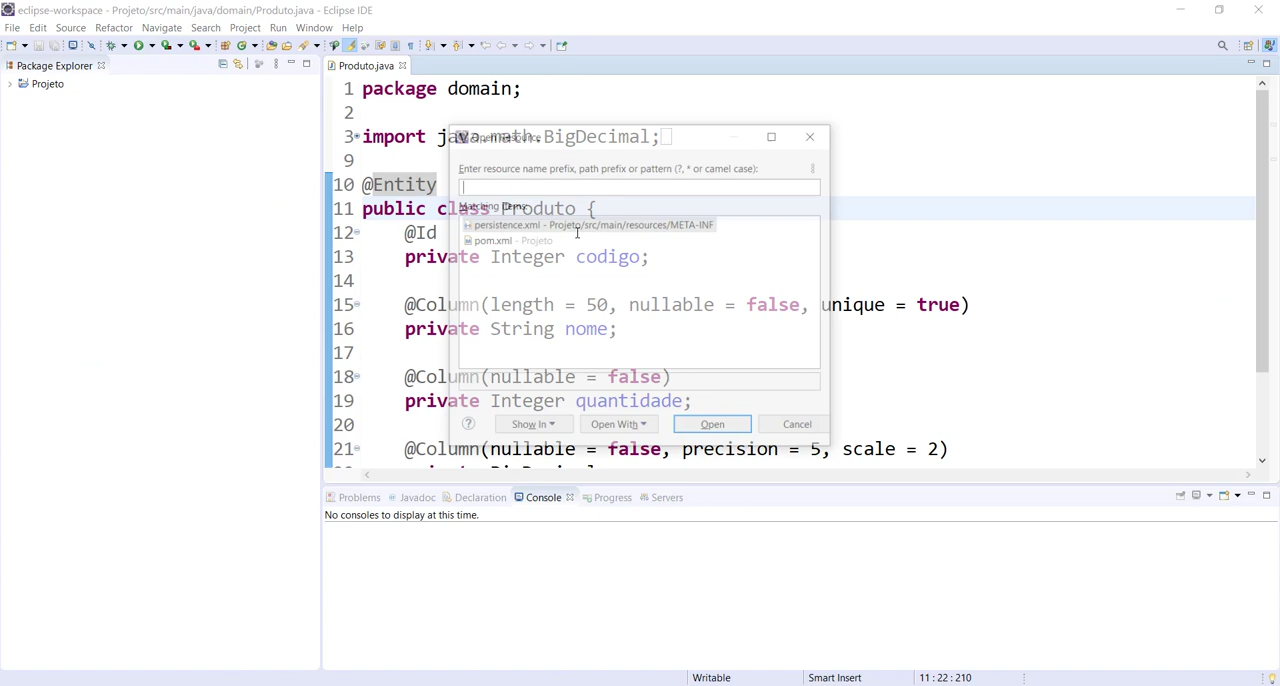 eclipse-workspace - Projeto/src/main/java/domain/Produto.java - Eclipse IDE
File Edit Source Refactor Navigate Search Project Run Window Help
Package Explorer
Projeto
Produto.java
1 package domain;
2
3 import java.math.BigDecimal;
9
10 @Entity
11 public class Produto {
12 @Id
13 private Integer codigo;
14
15 @Column(length = 50, nullable = false, unique = true)
16 private String nome;
17
18 @Column(nullable = false)
19 private Integer quantidade;
20
21 @Column(nullable = false, precision = 5, scale = 2)
Open Resource
Enter resource name prefix, path prefix or pattern (?, * or camel case):
Matching items:
persistence.xml - Projeto/src/main/resources/META-INF
pom.xml - Projeto
Show In Open With Open Cancel
Problems Javadoc Declaration Console Progress Servers
No consoles to display at this time.
Writable Smart Insert 11 : 22 : 210